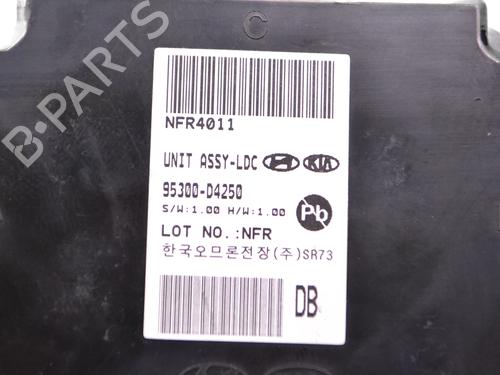 C
NFR4011
UNIT ASSY-LDC KIA
95300-D4250
S/W:1.00 H/W:1.00
Pb
LOT NO.:NFR
한국오므론전장(주)SR73
DB
B-PARTS